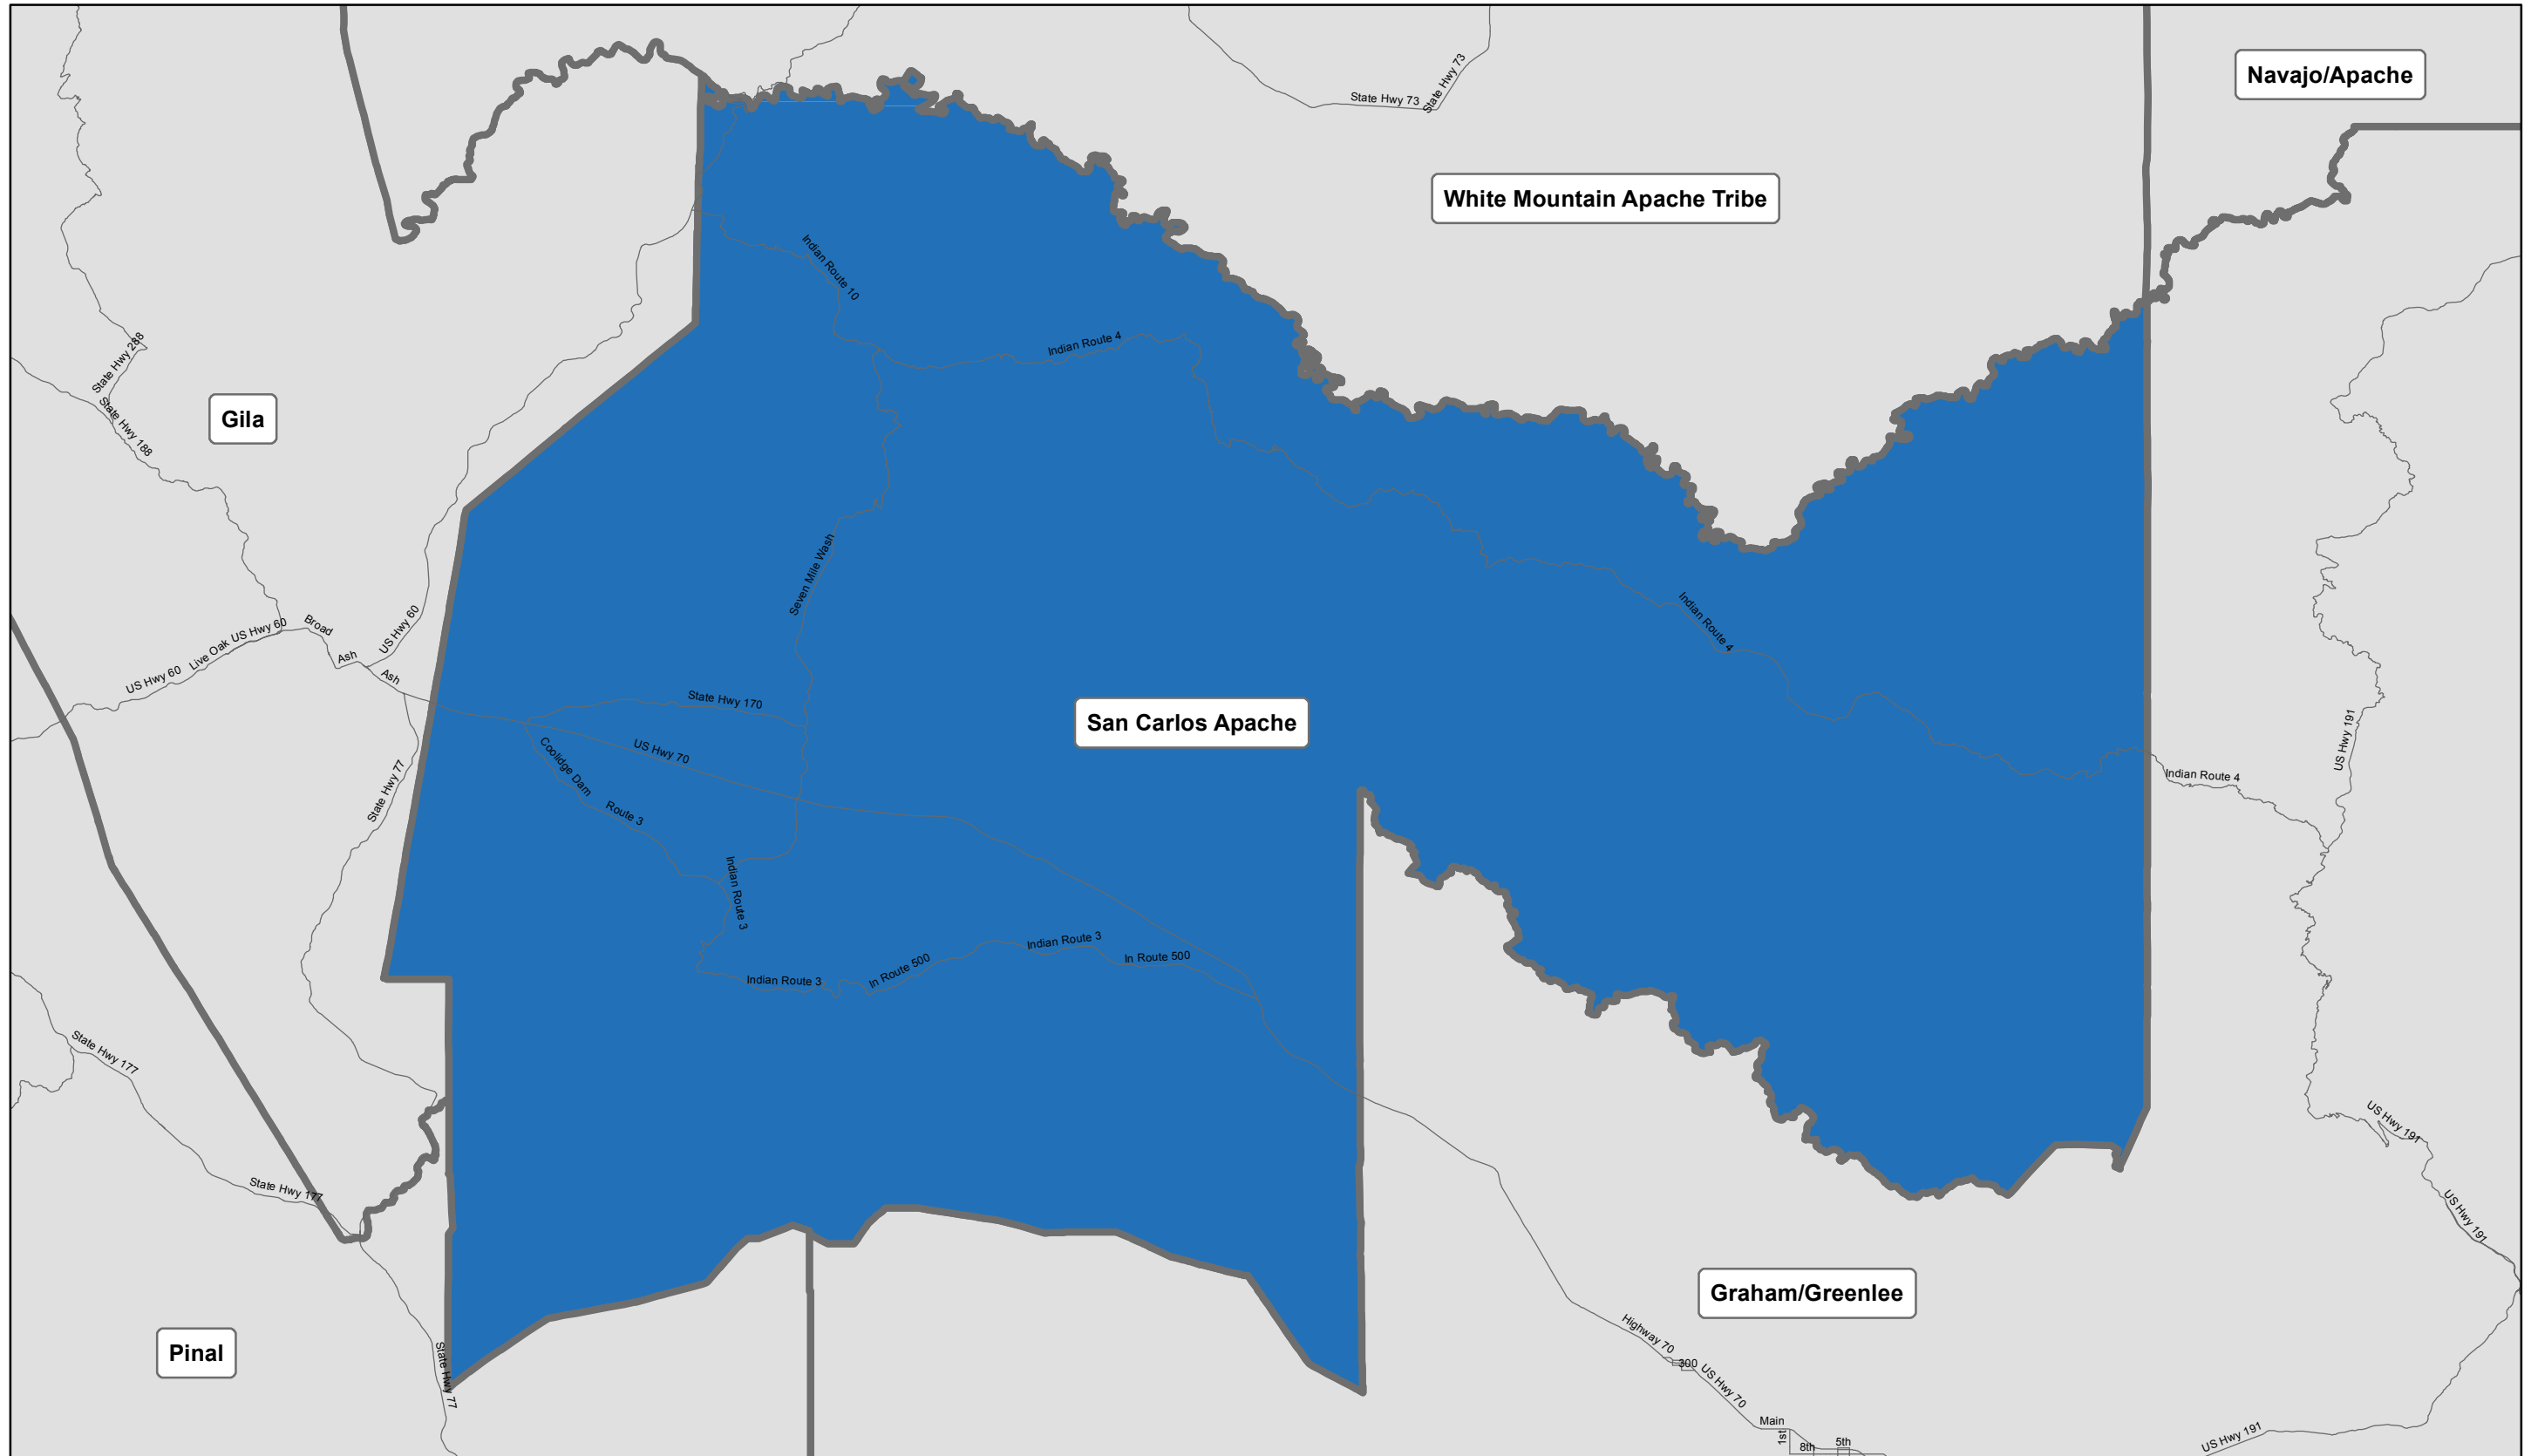 Navajo/Apache
State Hwy 73
State Hwy 73
White Mountain Apache Tribe
Indian Route 10
State Hwy 288
Indian Route 4
State Hwy 188
Gila
Seven Mile Wash
US Hwy 60
Broad
US Hwy 60
Live Oak
US Hwy 60
Ash
Ash
Indian Route 4
State Hwy 170
San Carlos Apache
US Hwy 70
US Hwy 191
Coolidge Dam
State Hwy 77
Route 3
Indian Route 4
Indian Route 3
Indian Route 3
In Route 500
In Route 500
Indian Route 3
State Hwy 177
US Hwy 191
State Hwy 177
US Hwy 191
Graham/Greenlee
Pinal
State Hwy 77
Highway 70
300
US Hwy 70
Main
1st
8th
5th
US Hwy 191